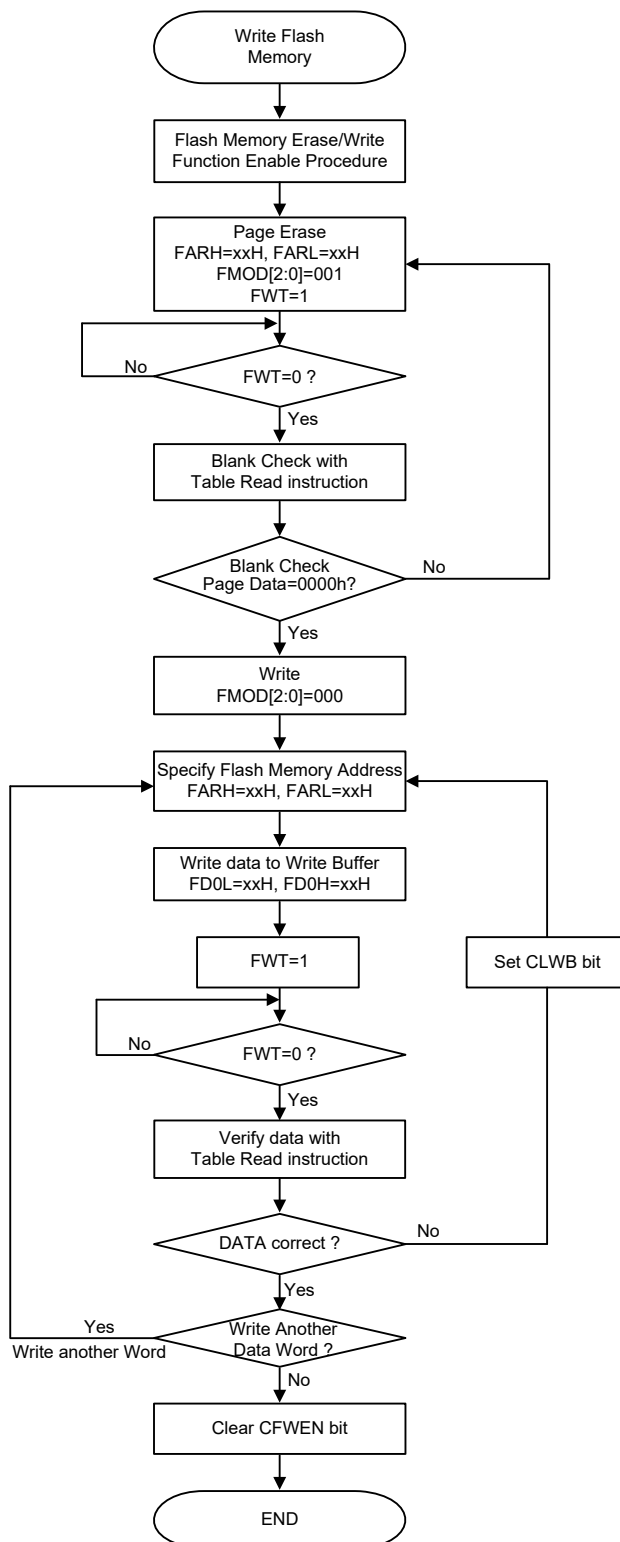 Write Flash
Memory
Flash Memory Erase/Write
Function Enable Procedure
Page Erase
FARH=xxH, FARL=xxH
FMOD[2:0]=001
FWT=1
No
FWT=0 ?
Yes
Blank Check with
Table Read instruction
Blank Check
Page Data=0000h?
No
Yes
Write
FMOD[2:0]=000
Specify Flash Memory Address
FARH=xxH, FARL=xxH
Write data to Write Buffer
FD0L=xxH, FD0H=xxH
FWT=1
Set CLWB bit
No
FWT=0 ?
Yes
Verify data with
Table Read instruction
DATA correct ?
No
Yes
Yes
Write another Word
Write Another
Data Word ?
No
Clear CFWEN bit
END